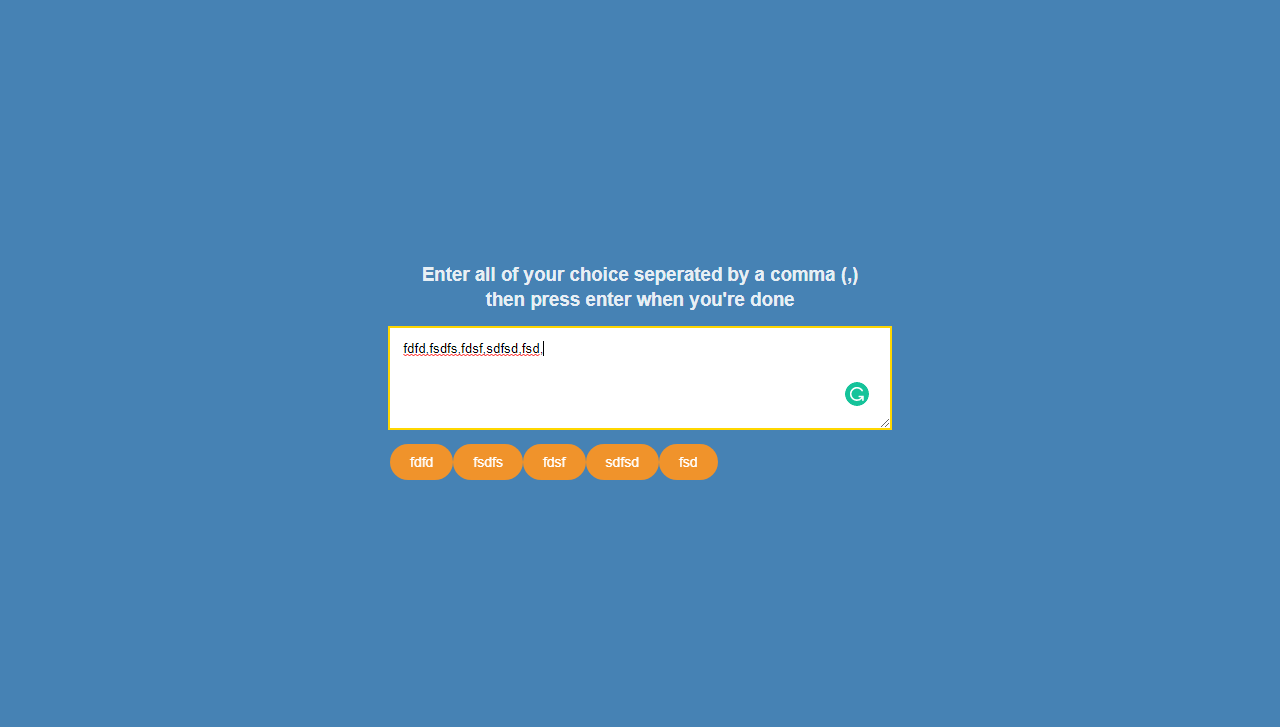 Enter all of your choice seperated by a comma (,)
then press enter when you're done
fdfd,fsdfs,fdsf,sdfsd,fsd,
fdfd fsdfs fdsf sdfsd fsd